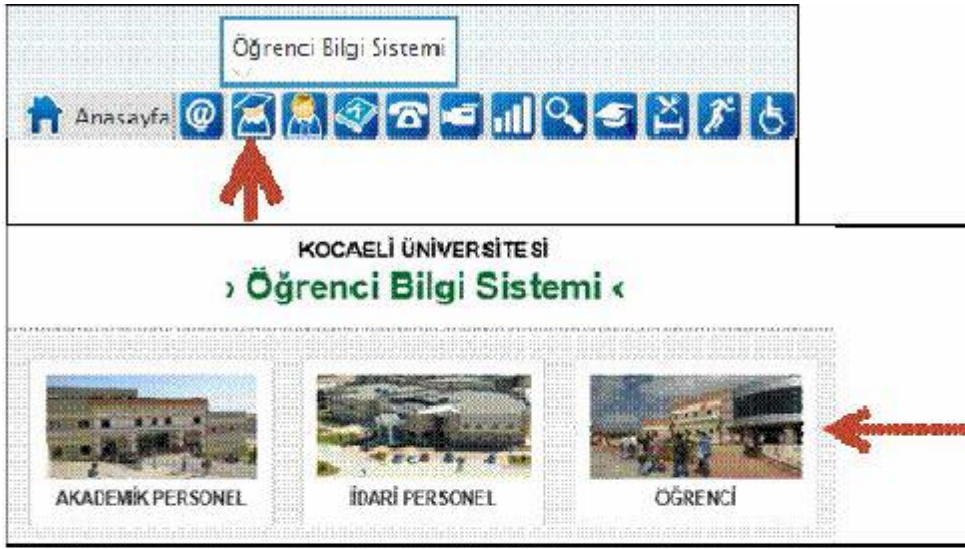 Öğrenci Bilgi Sistemi
Anasayfa
KOCAELİ ÜNİVERSİTESİ
› Öğrenci Bilgi Sistemi ‹
AKADEMİK PERSONEL
İDARİ PERSONEL
ÖĞRENCİ